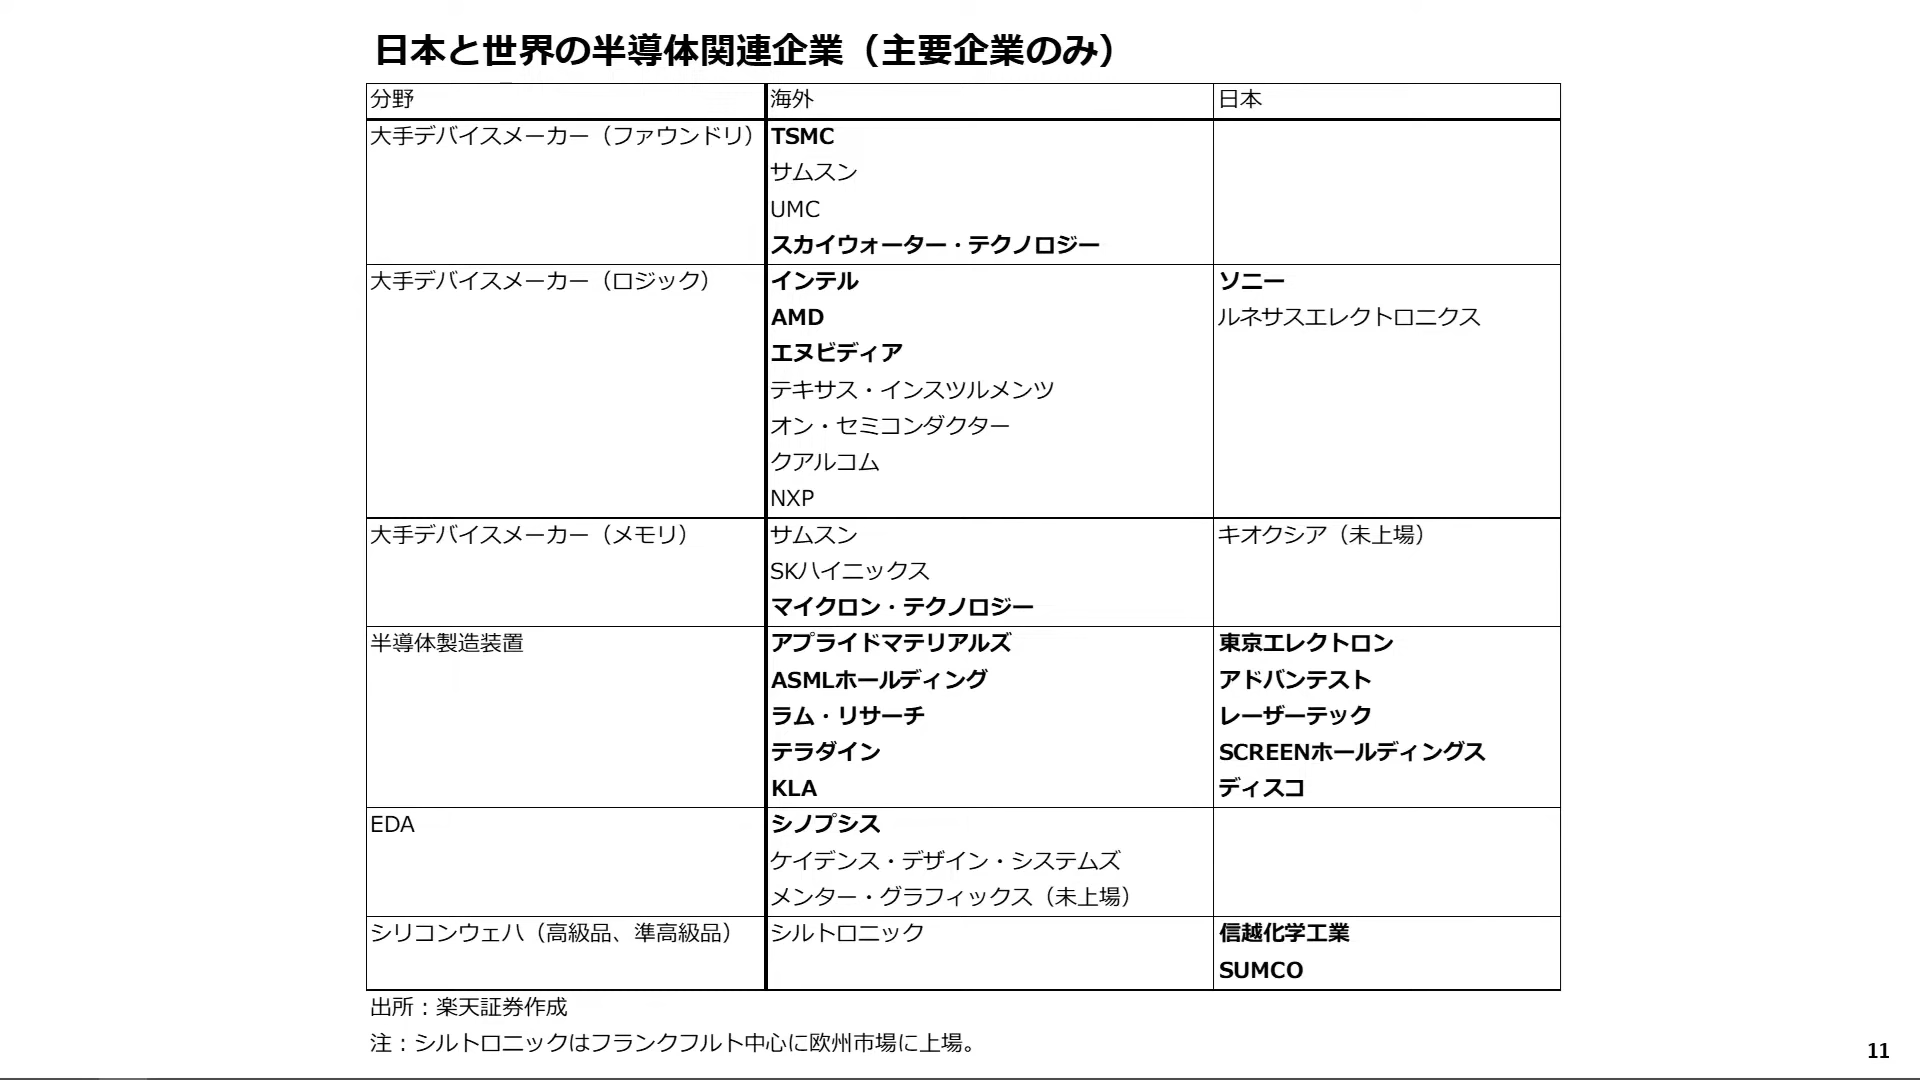 日本と世界の半導体関連企業（主要企業のみ）
分野 海外 日本
大手デバイスメーカー（ファウンドリ） TSMC
サムスン
UMC
スカイウォーター・テクノロジー
大手デバイスメーカー（ロジック） インテル ソニー
AMD ルネサスエレクトロニクス
エヌビディア
テキサス・インスツルメンツ
オン・セミコンダクター
クアルコム
NXP
大手デバイスメーカー（メモリ） サムスン キオクシア（未上場）
SKハイニックス
マイクロン・テクノロジー
半導体製造装置 アプライドマテリアルズ 東京エレクトロン
ASMLホールディング アドバンテスト
ラム・リサーチ レーザーテック
テラダイン SCREENホールディングス
KLA ディスコ
EDA シノプシス
ケイデンス・デザイン・システムズ
メンター・グラフィックス（未上場）
シリコンウェハ（高級品、準高級品） シルトロニック 信越化学工業
SUMCO
出所：楽天証券作成
注：シルトロニックはフランクフルト中心に欧州市場に上場。
11